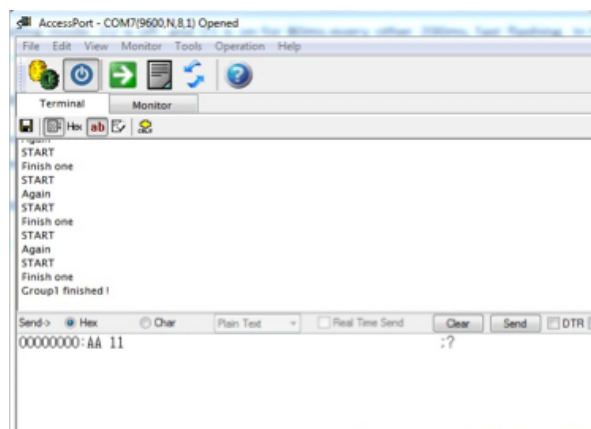 AccessPort - COM7(9600,N,8,1) Opened
File Edit View Monitor Tools Operation Help
Terminal Monitor
Hex ab
Again
START
Finish one
START
Again
START
Finish one
START
Again
START
Finish one
Group1 finished !
Send-> Hex Char Plain Text Real Time Send Clear Send DTR
00000000:AA 11 ;?